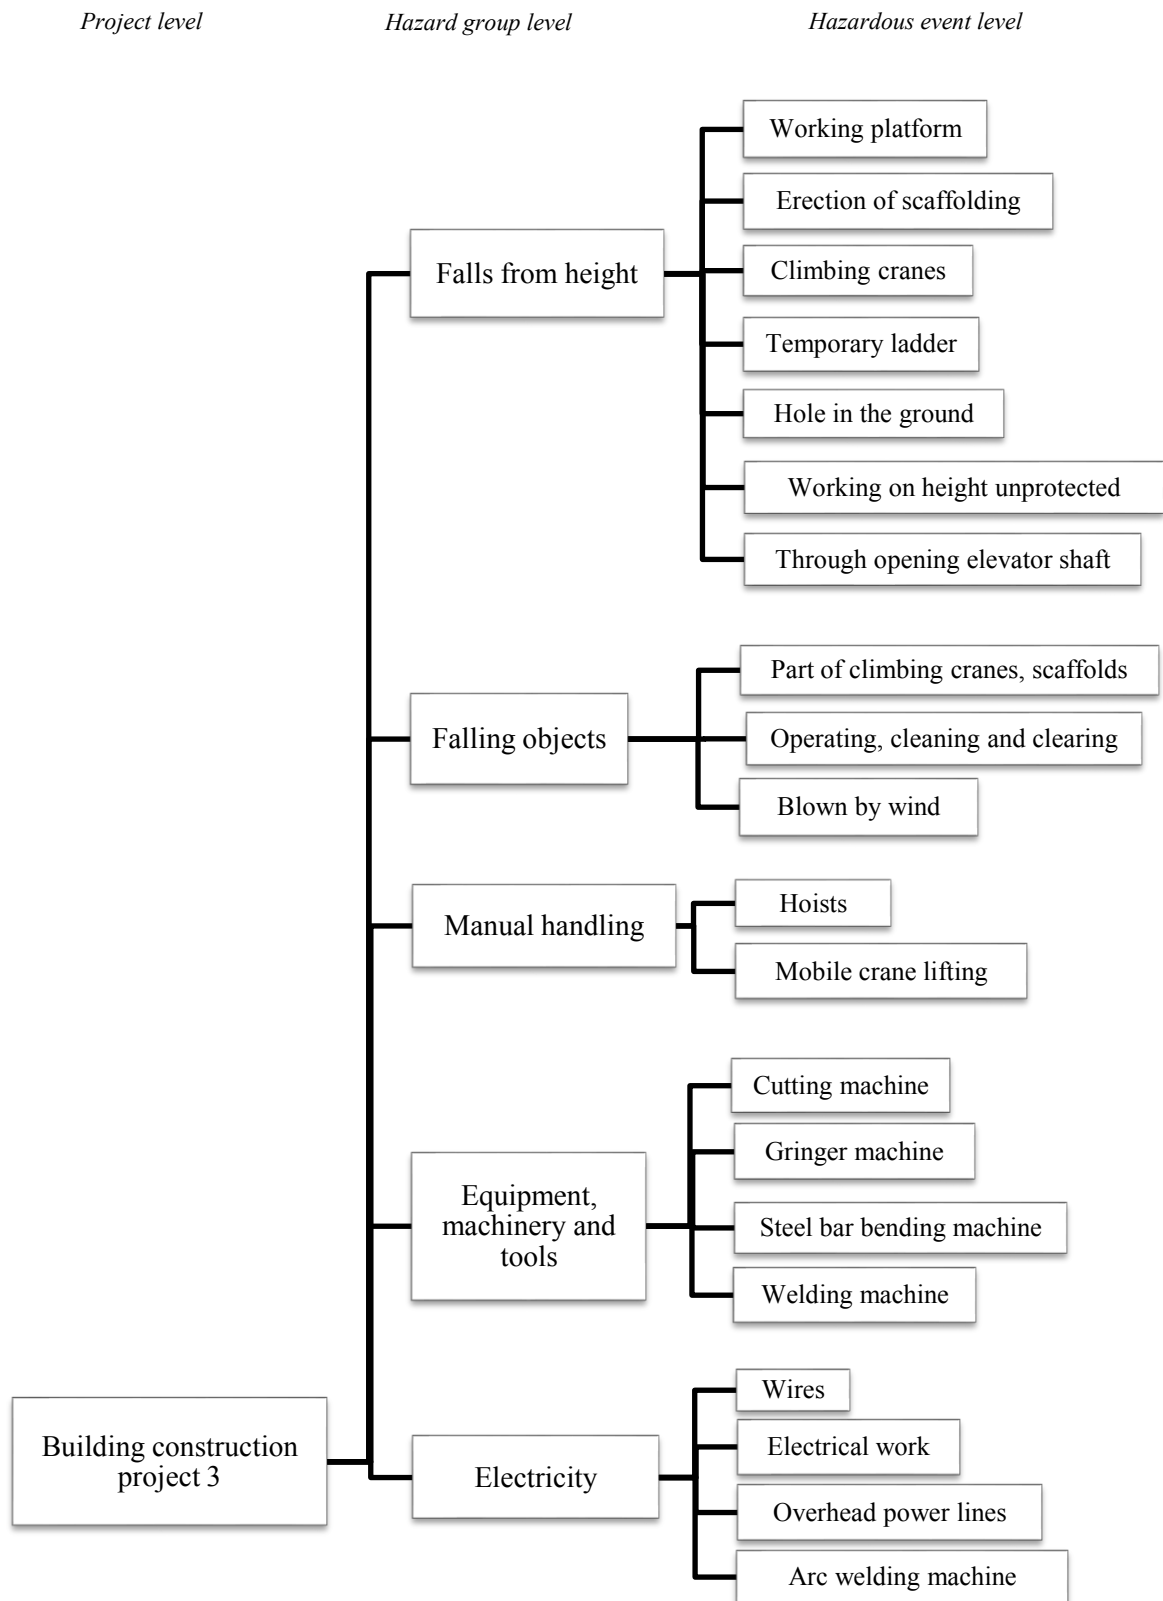 Project level
Hazard group level
Hazardous event level
Falls from height
Working platform
Erection of scaffolding
Climbing cranes
Temporary ladder
Hole in the ground
Working on height unprotected
Through opening elevator shaft
Falling objects
Part of climbing cranes, scaffolds
Operating, cleaning and clearing
Blown by wind
Manual handling
Hoists
Mobile crane lifting
Equipment,
machinery and
tools
Cutting machine
Gringer machine
Steel bar bending machine
Welding machine
Building construction
project 3
Electricity
Wires
Electrical work
Overhead power lines
Arc welding machine